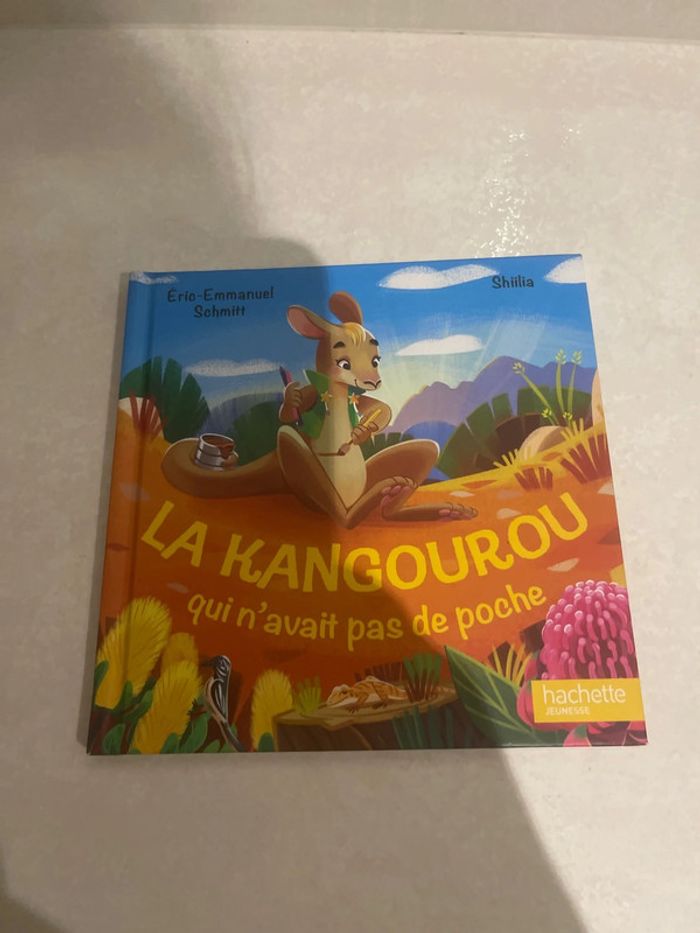 Éric-Emmanuel
Schmitt
Shiilia
LA KANGOUROU
qui n'avait pas de poche
hachette
JEUNESSE